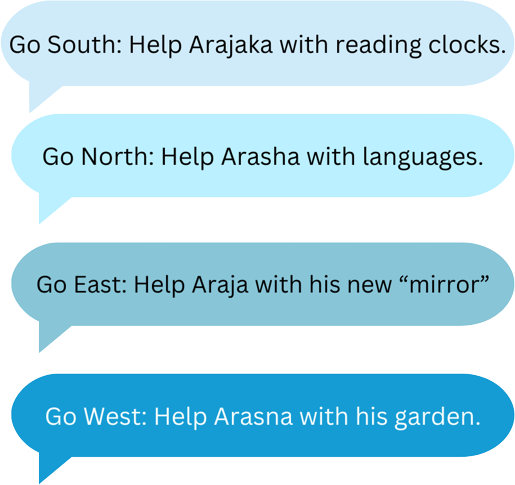 Go South: Help Arajaka with reading clocks.
Go North: Help Arasha with languages.
Go East: Help Araja with his new “mirror”
Go West: Help Arasna with his garden.